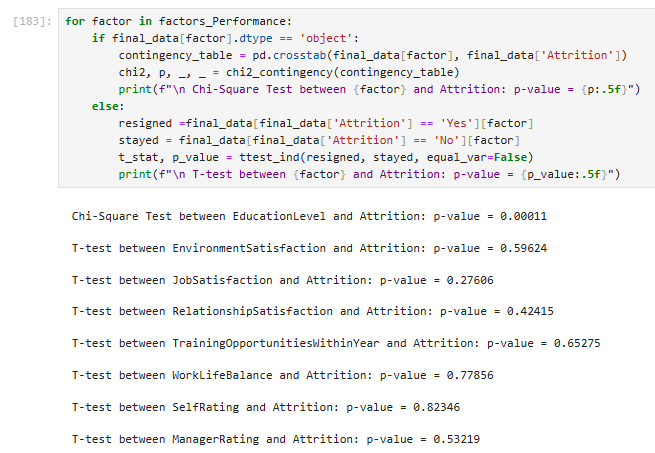 [183]: for factor in factors_Performance:
    if final_data[factor].dtype == 'object':
        contingency_table = pd.crosstab(final_data[factor], final_data['Attrition'])
        chi2, p, _, _ = chi2_contingency(contingency_table)
        print(f"\n Chi-Square Test between {factor} and Attrition: p-value = {p:.5f}")
    else:
        resigned =final_data[final_data['Attrition'] == 'Yes'][factor]
        stayed = final_data[final_data['Attrition'] == 'No'][factor]
        t_stat, p_value = ttest_ind(resigned, stayed, equal_var=False)
        print(f"\n T-test between {factor} and Attrition: p-value = {p_value:.5f}")
Chi-Square Test between EducationLevel and Attrition: p-value = 0.00011
T-test between EnvironmentSatisfaction and Attrition: p-value = 0.59624
T-test between JobSatisfaction and Attrition: p-value = 0.27606
T-test between RelationshipSatisfaction and Attrition: p-value = 0.42415
T-test between TrainingOpportunitiesWithinYear and Attrition: p-value = 0.65275
T-test between WorkLifeBalance and Attrition: p-value = 0.77856
T-test between SelfRating and Attrition: p-value = 0.82346
T-test between ManagerRating and Attrition: p-value = 0.53219